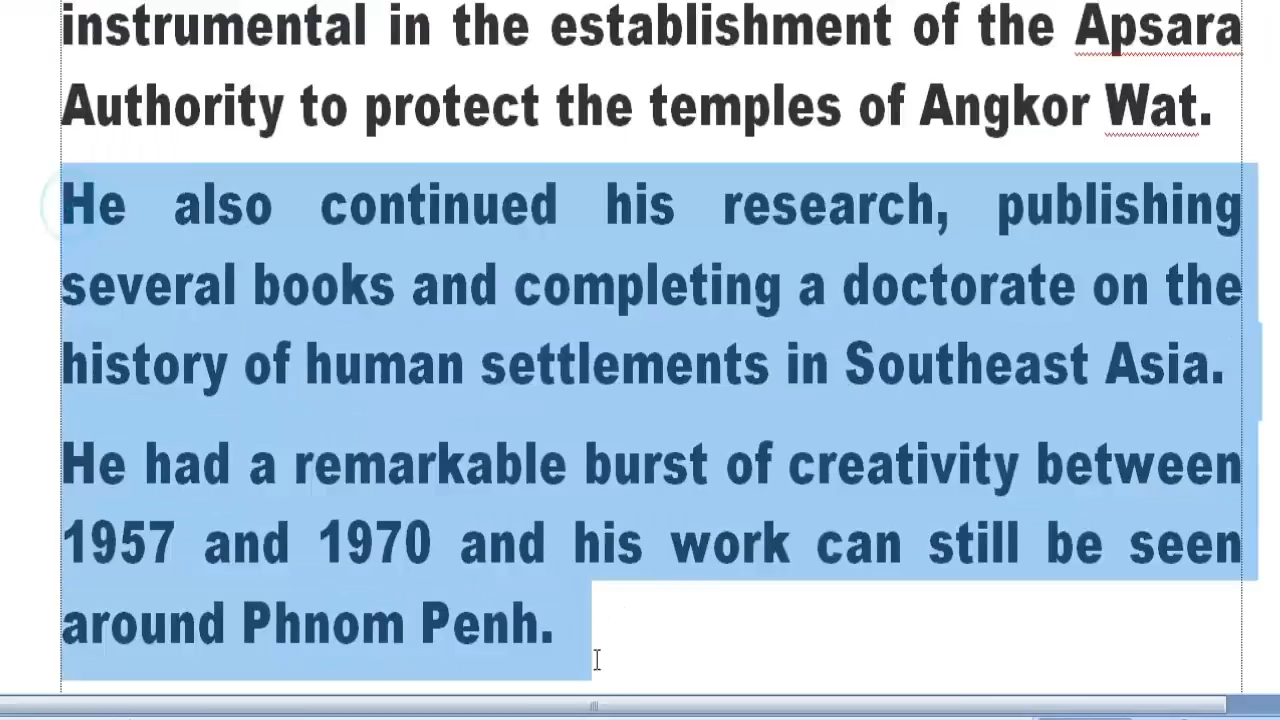 instrumental in the establishment of the Apsara
Authority to protect the temples of Angkor Wat.
He also continued his research, publishing
several books and completing a doctorate on the
history of human settlements in Southeast Asia.
He had a remarkable burst of creativity between
1957 and 1970 and his work can still be seen
around Phnom Penh.